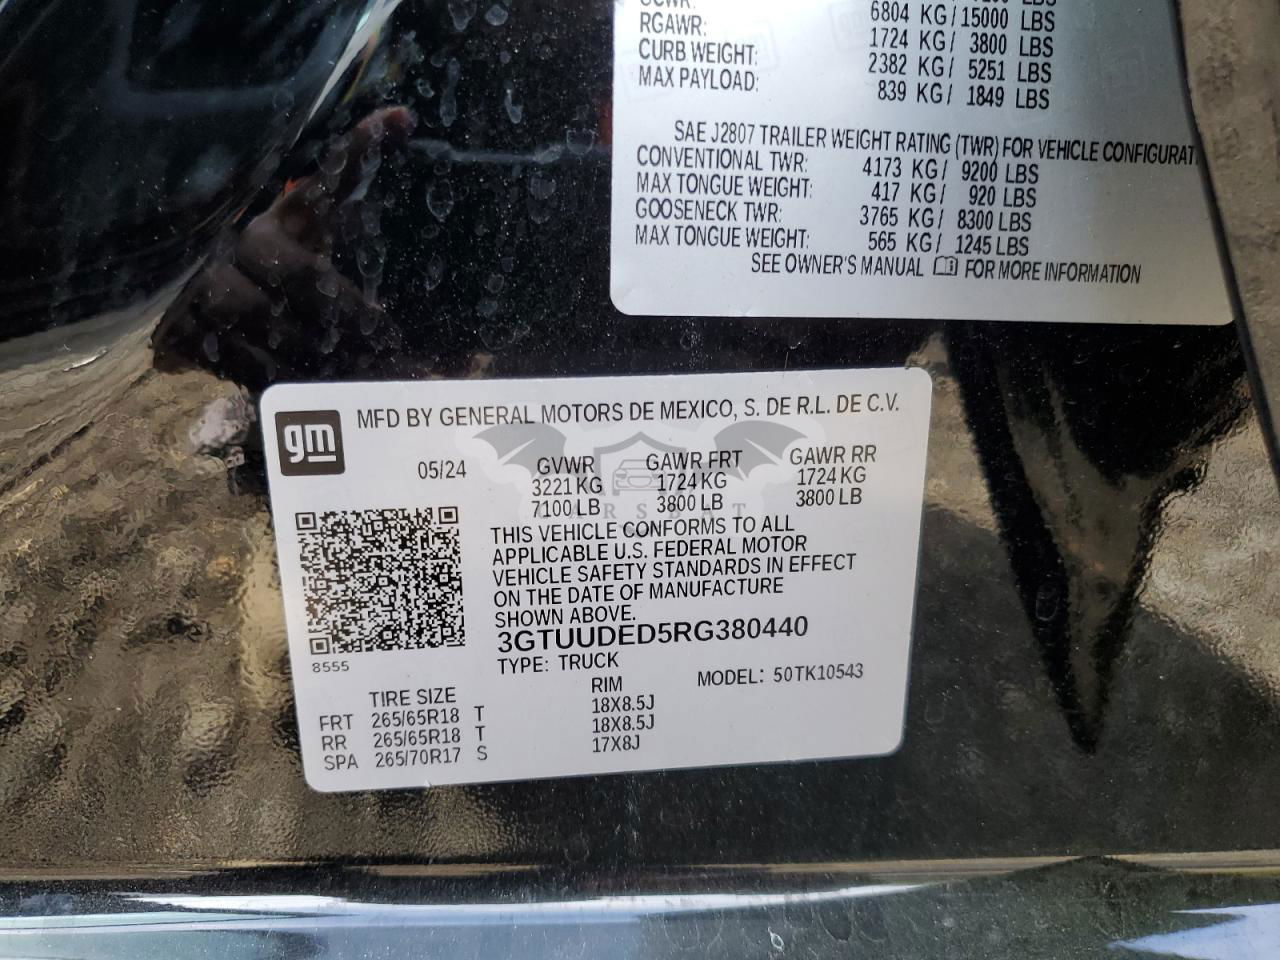 6804 KG/15000 LBS
RGAWR: 1724 KG/ 3800 LBS
CURB WEIGHT: 2382 KG/ 5251 LBS
MAX PAYLOAD: 839 KG/ 1849 LBS
SAE J2807 TRAILER WEIGHT RATING (TWR) FOR VEHICLE CONFIGURAT
CONVENTIONAL TWR: 4173 KG/ 9200 LBS
MAX TONGUE WEIGHT: 417 KG/ 920 LBS
GOOSENECK TWR: 3765 KG/ 8300 LBS
MAX TONGUE WEIGHT: 565 KG/ 1245 LBS
SEE OWNER'S MANUAL FOR MORE INFORMATION
gm MFD BY GENERAL MOTORS DE MEXICO, S. DE R.L. DE C.V.
05/24 GVWR GAWR FRT GAWR RR
3221 KG 1724 KG 1724 KG
7100 LB 3800 LB 3800 LB
CARSBAT
THIS VEHICLE CONFORMS TO ALL
APPLICABLE U.S. FEDERAL MOTOR
VEHICLE SAFETY STANDARDS IN EFFECT
ON THE DATE OF MANUFACTURE
SHOWN ABOVE.
3GTUUDED5RG380440
8555 TYPE: TRUCK MODEL: 50TK10543
TIRE SIZE RIM
FRT 265/65R18 T 18X8.5J
RR 265/65R18 T 18X8.5J
SPA 265/70R17 S 17X8J